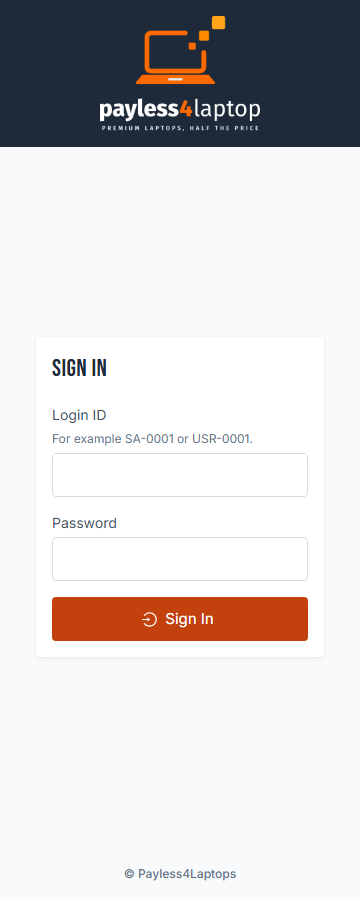 payless4laptop
PREMIUM LAPTOPS, HALF THE PRICE
SIGN IN
Login ID
For example SA-0001 or USR-0001.
Password
Sign In
© Payless4Laptops